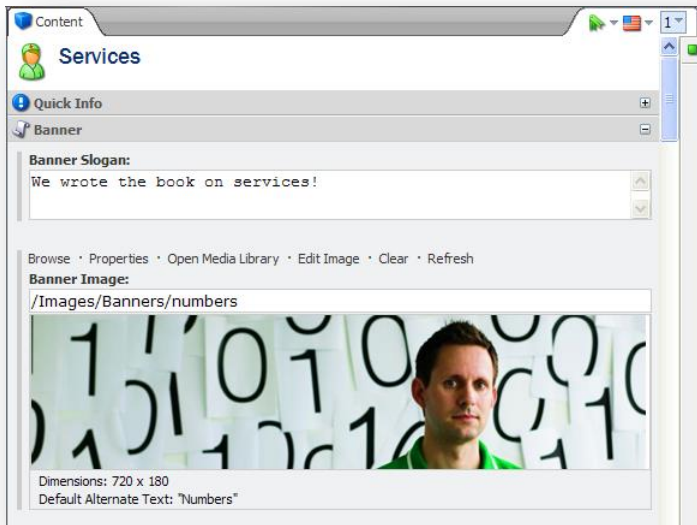 Content
1
Services
Quick Info
Banner
Banner Slogan:
We wrote the book on services!
Browse · Properties · Open Media Library · Edit Image · Clear · Refresh
Banner Image:
/Images/Banners/numbers
Dimensions: 720 x 180
Default Alternate Text: "Numbers"